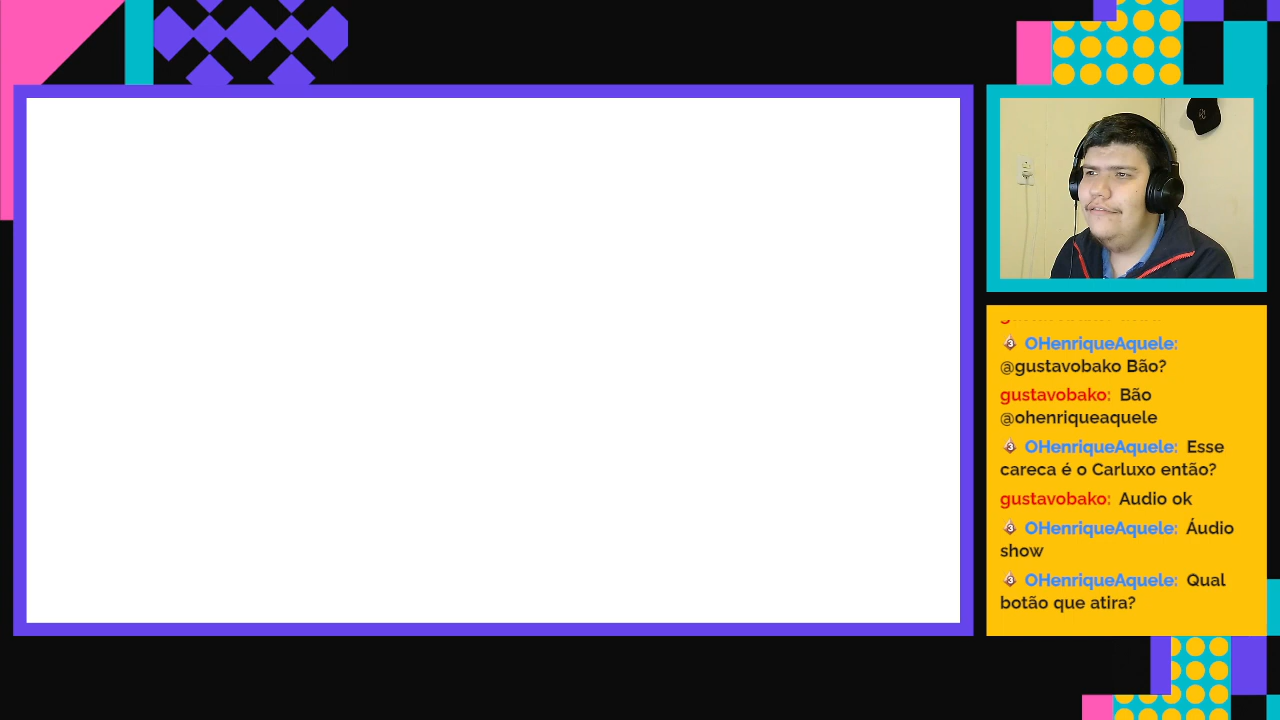 OHenriqueAquele:
@gustavobako Bão?
gustavobako: Bão
@ohenriqueaquele
OHenriqueAquele: Esse
careca é o Carluxo então?
gustavobako: Audio ok
OHenriqueAquele: Áudio
show
OHenriqueAquele: Qual
botão que atira?